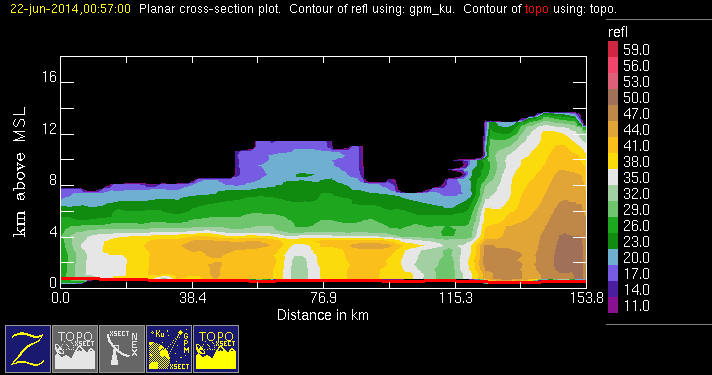 22-jun-2014,00:57:00 Planar cross-section plot. Contour of refl using: gpm_ku. Contour of topo using: topo.
refl
59.0
56.0
53.0
50.0
47.0
44.0
41.0
38.0
35.0
32.0
29.0
26.0
23.0
20.0
17.0
14.0
11.0
km above MSL
16
12
8
4
0
0.0 38.4 76.8 115.3 153.8
Distance in km
Z
TOPO
XSECT
XSECT
RHI
Ku
GPM
XSECT
TOPO
XSECT